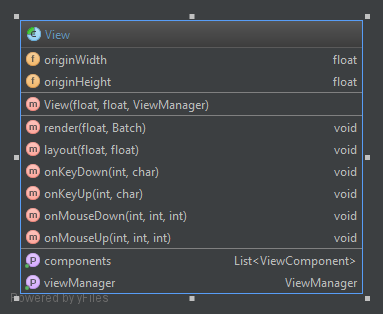 View
originWidth float
originHeight float
View(float, float, ViewManager)
render(float, Batch) void
layout(float, float) void
onKeyDown(int, char) void
onKeyUp(int, char) void
onMouseDown(int, int, int) void
onMouseUp(int, int, int) void
components List<ViewComponent>
viewManager ViewManager
Powered by yFiles